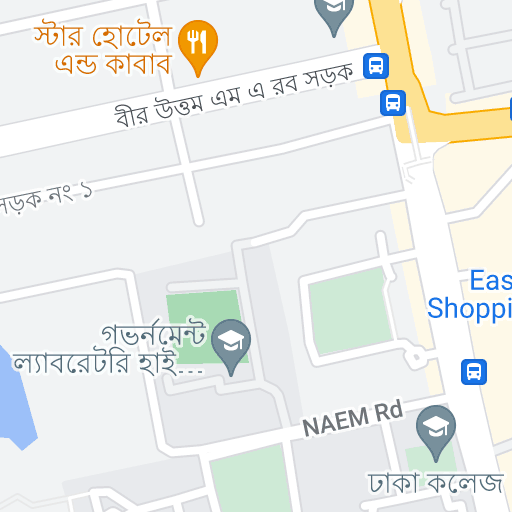 স্টার হোটেল
এন্ড কাবাব
বীর উত্তম এম এ রব সড়ক
সড়ক নং ১
Eas
Shoppi
গভর্নমেন্ট
ল্যাবরেটরি হাই...
NAEM Rd
ঢাকা কলেজ